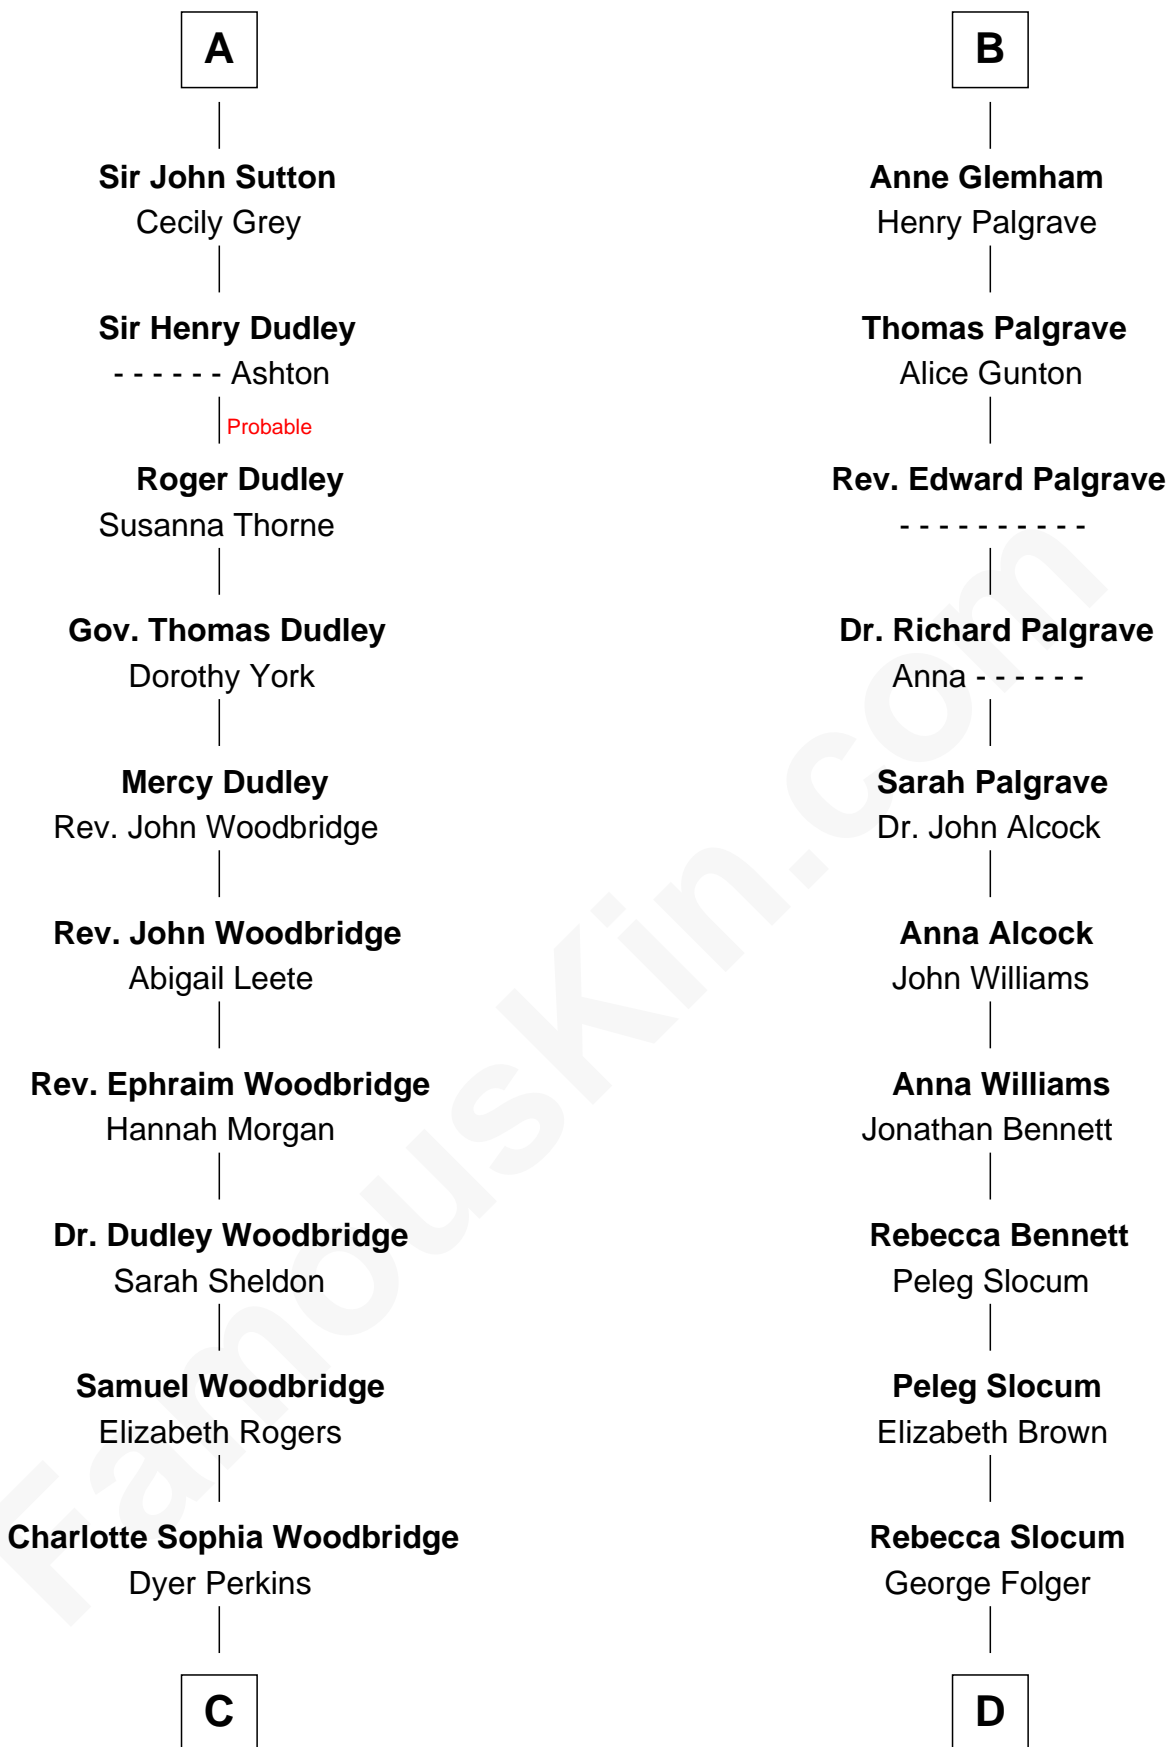 A
Sir John Sutton
Cecily Grey
Sir Henry Dudley
- - - - - - Ashton
Probable
Roger Dudley
Susanna Thorne
Gov. Thomas Dudley
Dorothy York
Mercy Dudley
Rev. John Woodbridge
Rev. John Woodbridge
Abigail Leete
Rev. Ephraim Woodbridge
Hannah Morgan
Dr. Dudley Woodbridge
Sarah Sheldon
Samuel Woodbridge
Elizabeth Rogers
Charlotte Sophia Woodbridge
Dyer Perkins
C
B
Anne Glemham
Henry Palgrave
Thomas Palgrave
Alice Gunton
Rev. Edward Palgrave
- - - - - - - - - -
Dr. Richard Palgrave
Anna - - - - - -
Sarah Palgrave
Dr. John Alcock
Anna Alcock
John Williams
Anna Williams
Jonathan Bennett
Rebecca Bennett
Peleg Slocum
Peleg Slocum
Elizabeth Brown
Rebecca Slocum
George Folger
D
FamousKin.com